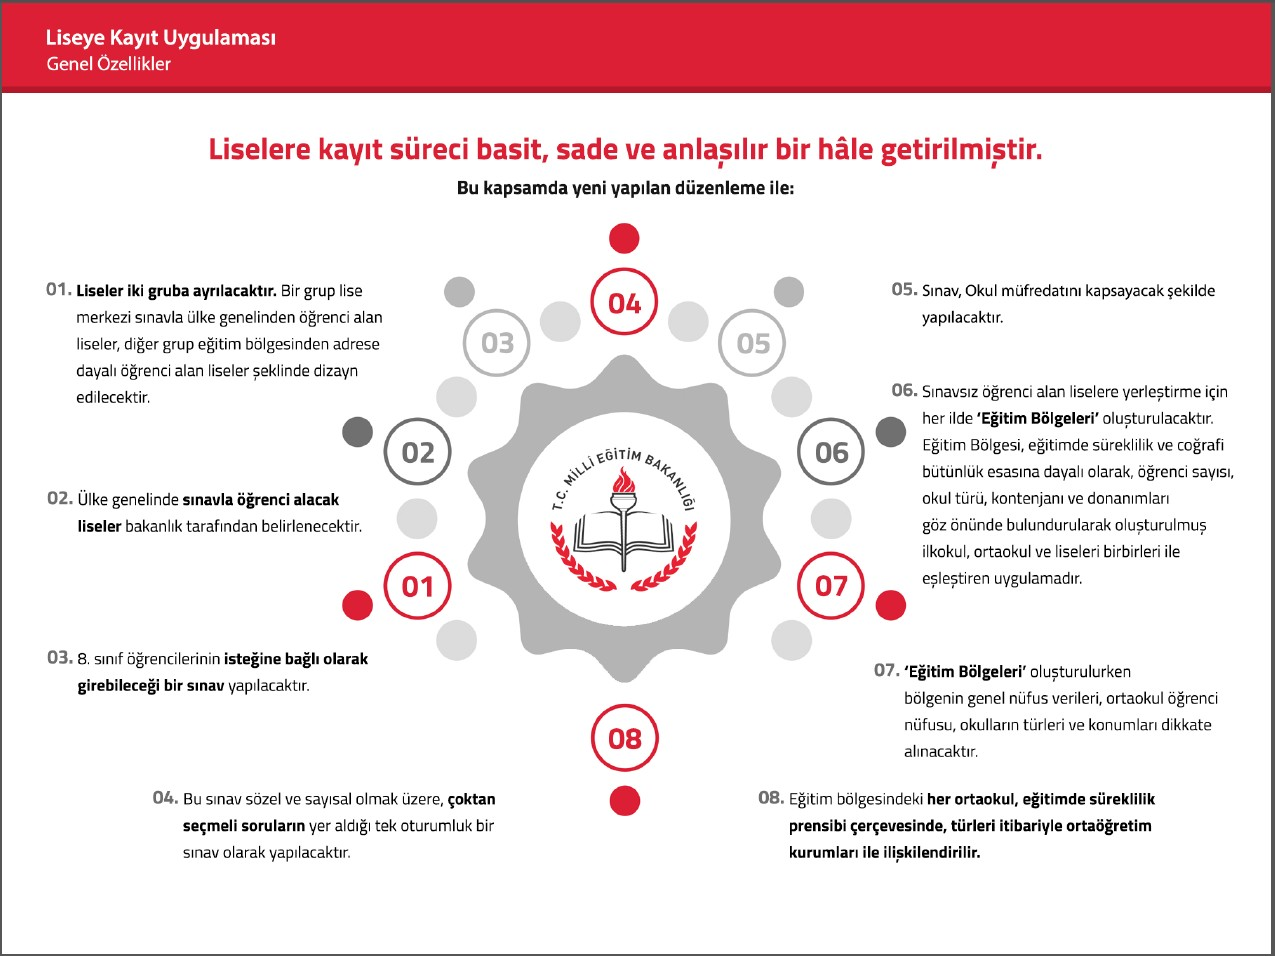 Liseye Kayıt Uygulaması
Genel Özellikler
Liselere kayıt süreci basit, sade ve anlaşılır bir hâle getirilmiştir.
Bu kapsamda yeni yapılan düzenleme ile:
01. Liseler iki gruba ayrılacaktır. Bir grup lise
merkezi sınavla ülke genelinden öğrenci alan
liseler, diğer grup eğitim bölgesinden adrese
dayalı öğrenci alan liseler şeklinde dizayn
edilecektir.
02. Ülke genelinde sınavla öğrenci alacak
liseler bakanlık tarafından belirlenecektir.
03. 8. sınıf öğrencilerinin isteğine bağlı olarak
girebileceği bir sınav yapılacaktır.
04. Bu sınav sözel ve sayısal olmak üzere, çoktan
seçmeli soruların yer aldığı tek oturumluk bir
sınav olarak yapılacaktır.
01
02
03
04
05
06
07
08
T.C. MİLLİ EĞİTİM BAKANLIĞI
05. Sınav, Okul müfredatını kapsayacak şekilde
yapılacaktır.
06. Sınavsız öğrenci alan liselere yerleştirme için
her ilde ‘Eğitim Bölgeleri’ oluşturulacaktır.
Eğitim Bölgesi, eğitimde süreklilik ve coğrafi
bütünlük esasına dayalı olarak, öğrenci sayısı,
okul türü, kontenjanı ve donanımları
göz önünde bulundurularak oluşturulmuş
ilkokul, ortaokul ve liseleri birbirleri ile
eşleştiren uygulamadır.
07. ‘Eğitim Bölgeleri’ oluşturulurken
bölgenin genel nüfus verileri, ortaokul öğrenci
nüfusu, okulların türleri ve konumları dikkate
alınacaktır.
08. Eğitim bölgesindeki her ortaokul, eğitimde süreklilik
prensibi çerçevesinde, türleri itibariyle ortaöğretim
kurumları ile ilişkilendirilir.